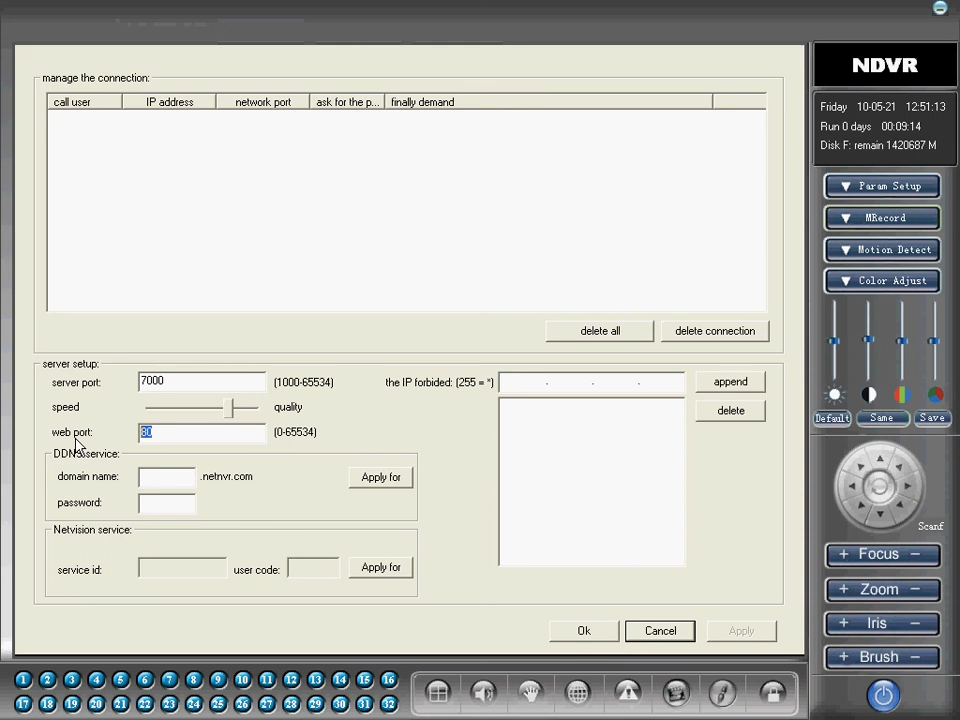 NDVR
manage the connection:
call user IP address network port ask for the p... finally demand
Friday 10-05-21 12:51:13
Run 0 days 00:09:14
Disk F: remain 1420687 M
Param Setup
MRecord
Motion Detect
Color Adjust
delete all delete connection
server setup:
server port: 7000 (1000-65534) the IP forbided: (255 = *) . . . append
speed quality delete
web port: 80 (0-65534)
Default Same Save
DDNS service:
domain name: .netnvr.com Apply for
password:
Netvision service:
service id: user code: Apply for
Scanf
+ Focus -
+ Zoom -
+ Iris -
+ Brush -
Ok Cancel Apply
1 2 3 4 5 6 7 8 9 10 11 12 13 14 15 16
17 18 19 20 21 22 23 24 25 26 27 28 29 30 31 32